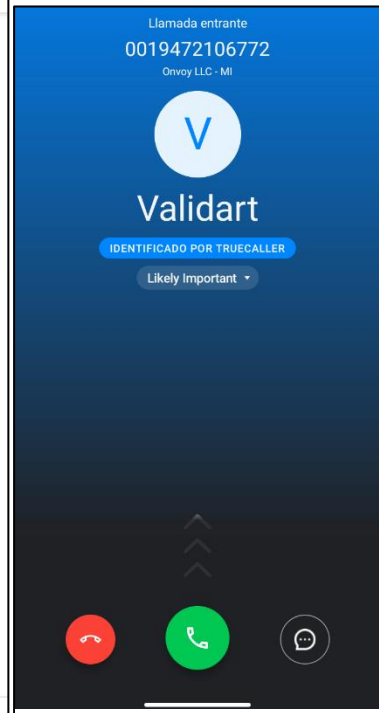 Llamada entrante
0019472106772
Onvoy LLC - MI
V
Validart
IDENTIFICADO POR TRUECALLER
Likely Important